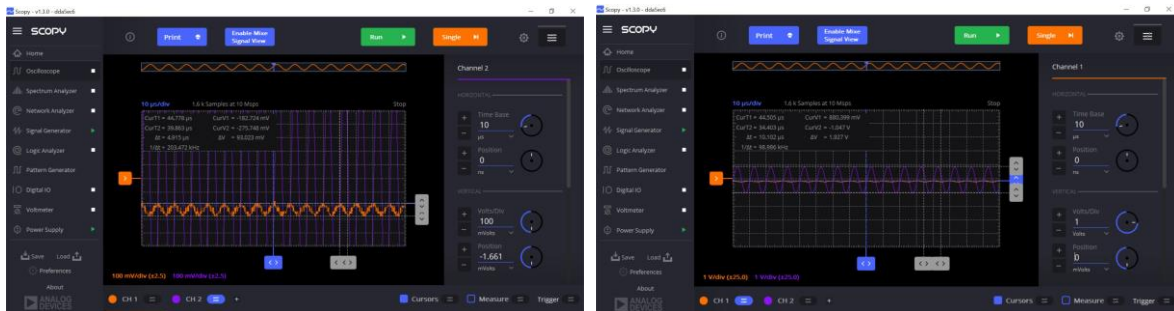 Scopy - v1.3.0 - dda5ec6
SCOPY
Print
Enable Mixe Signal View
Run
Single
Home
Oscilloscope
Spectrum Analyzer
Network Analyzer
Signal Generator
Logic Analyzer
Pattern Generator
Digital IO
Voltmeter
Power Supply
Save Load
Preferences
About
ANALOG DEVICES
10 µs/div 1.6 k Samples at 10 Msps Stop
CurT1 = 44.778 µs CurV1 = -182.724 mV
CurT2 = 39.863 µs CurV2 = -275.748 mV
Δt = 4.915 µs ΔV = 93.023 mV
1/Δt = 203.472 kHz
100 mV/div (±2.5) 100 mV/div (±2.5)
CH 1 CH 2 +
Cursors Measure Trigger
Channel 2
HORIZONTAL
Time Base
10
µs
Position
0
ns
VERTICAL
Volts/Div
100
mVolts
Position
-1.661
mVolts
Scopy - v1.3.0 - dda5ec6
SCOPY
Print
Enable Mixe Signal View
Run
Single
Home
Oscilloscope
Spectrum Analyzer
Network Analyzer
Signal Generator
Logic Analyzer
Pattern Generator
Digital IO
Voltmeter
Power Supply
Save Load
Preferences
About
ANALOG DEVICES
10 µs/div 1.6 k Samples at 10 Msps Stop
CurT1 = 44.505 µs CurV1 = 880.399 mV
CurT2 = 34.403 µs CurV2 = -1.047 V
Δt = 10.102 µs ΔV = 1.927 V
1/Δt = 98.990 kHz
1 V/div (±25.0) 1 V/div (±25.0)
CH 1 CH 2 +
Cursors Measure Trigger
Channel 1
HORIZONTAL
Time Base
10
µs
Position
0
ns
VERTICAL
Volts/Div
1
Volts
Position
0
mVolts